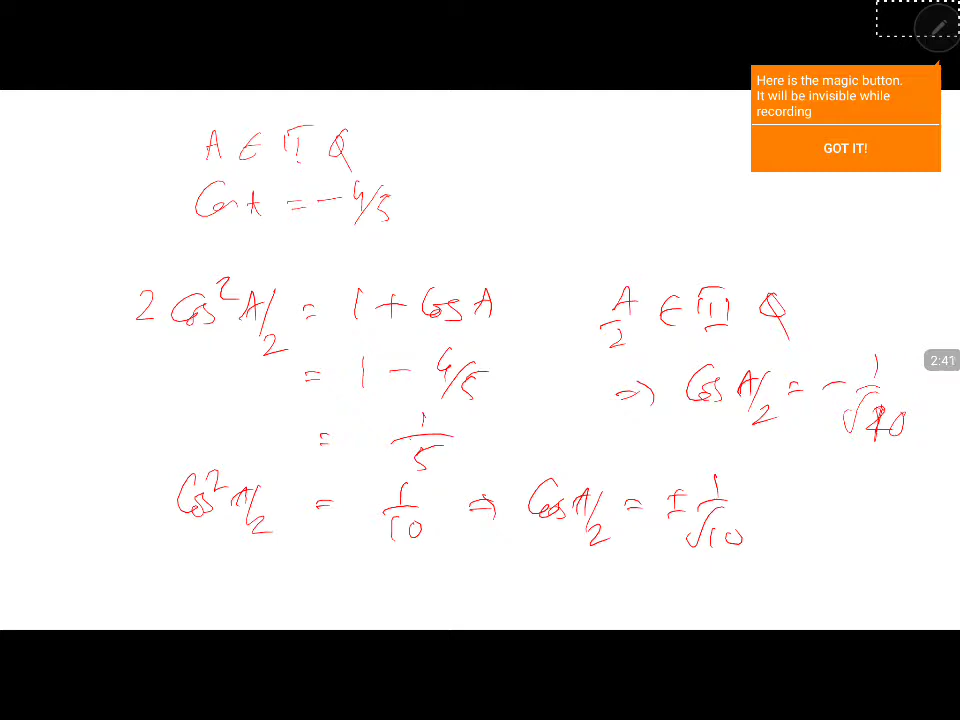 Here is the magic button.
It will be invisible while
recording
GOT IT!
A ∈ III Q
Cos A = -4/5
2 Cos² A/2 = 1 + Cos A
= 1 - 4/5
= 1/5
Cos² A/2 = 1/10 ⇒ Cos A/2 = ± 1/√10
A/2 ∈ III Q
⇒ Cos A/2 = - 1/√10
2:41